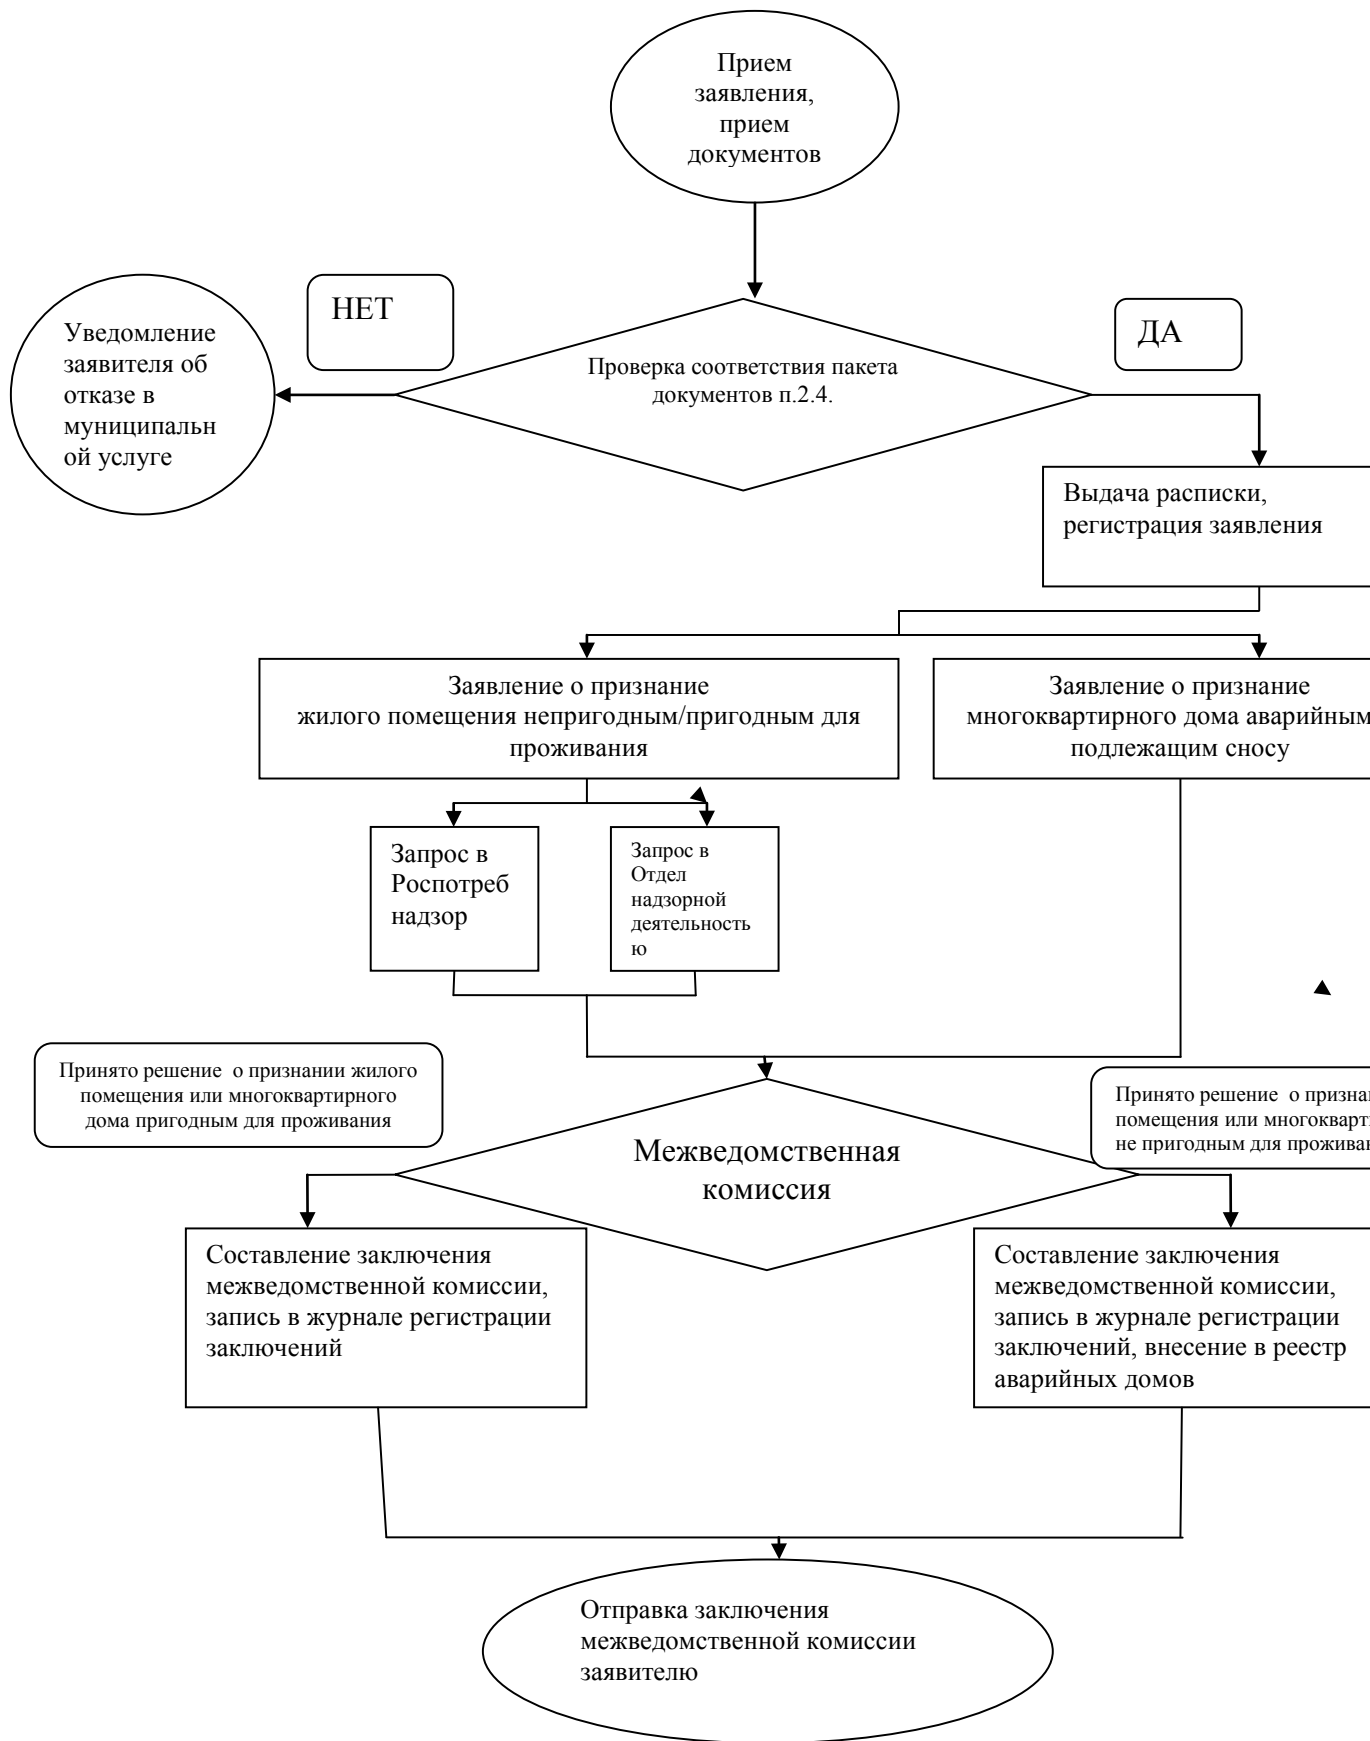 Прием
заявления,
прием
документов
НЕТ
ДА
Уведомление
заявителя об
отказе в
муниципальн
ой услуге
Проверка соответствия пакета
документов п.2.4.
Выдача расписки,
регистрация заявления
Заявление о признание
жилого помещения непригодным/пригодным для
проживания
Заявление о признание
многоквартирного дома аварийным
подлежащим сносу
Запрос в
Роспотреб
надзор
Запрос в
Отдел
надзорной
деятельность
ю
Принято решение о признании жилого
помещения или многоквартирного
дома пригодным для проживания
Принято решение о
помещения или
не пригодным для
Межведомственная
комиссия
Составление заключения
межведомственной комиссии,
запись в журнале регистрации
заключений
Составление заключения
межведомственной комиссии,
запись в журнале регистрации
заключений, внесение в реестр
аварийных домов
Отправка заключения
межведомственной комиссии
заявителю